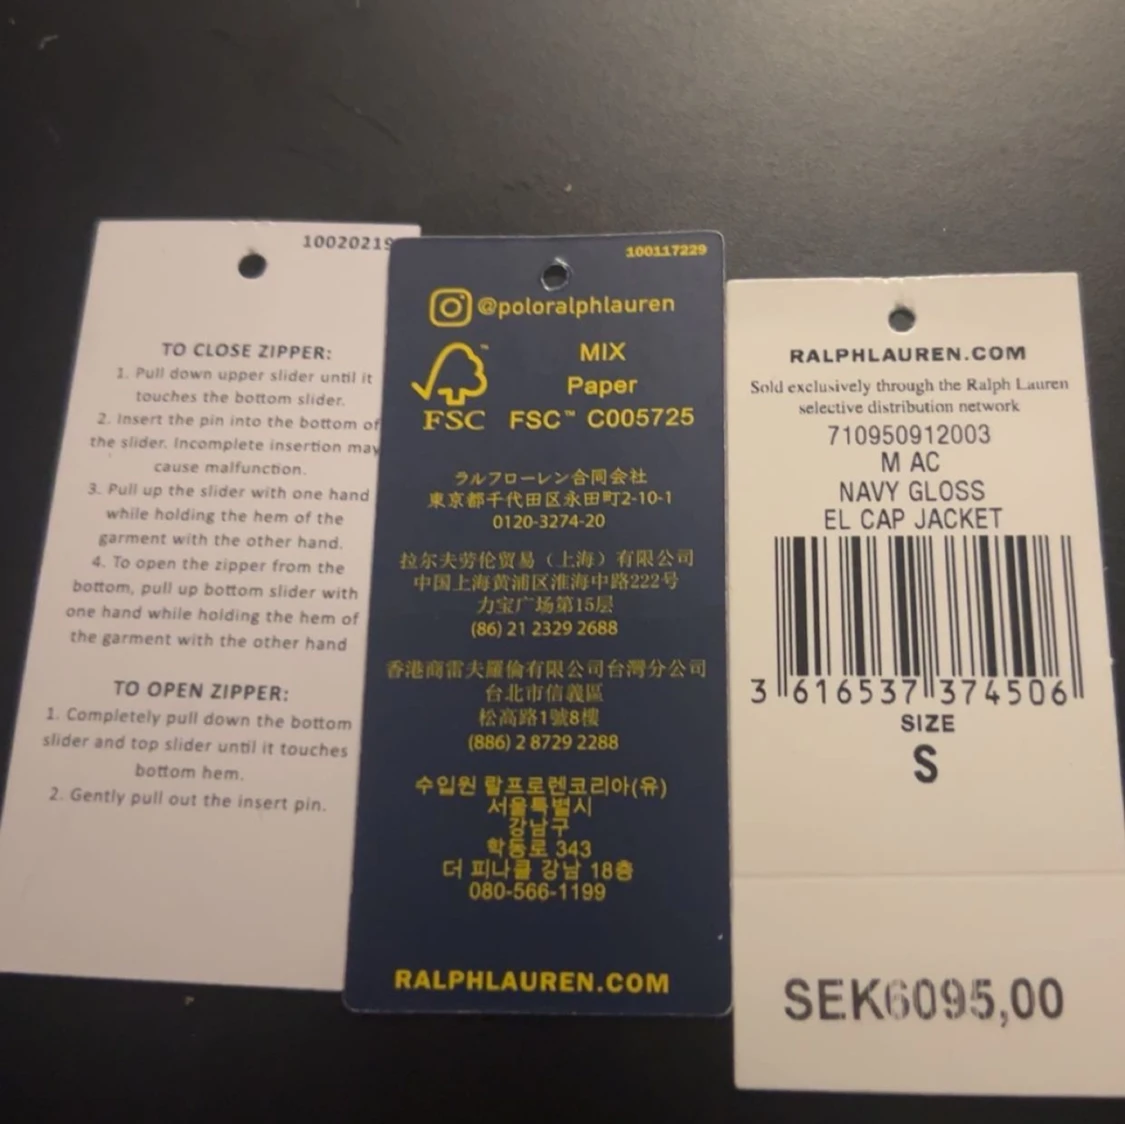 10020219
TO CLOSE ZIPPER:
1. Pull down upper slider until it
touches the bottom slider.
2. Insert the pin into the bottom of
the slider. Incomplete insertion may
cause malfunction.
3. Pull up the slider with one hand
while holding the hem of the
garment with the other hand.
4. To open the zipper from the
bottom, pull up bottom slider with
one hand while holding the hem of
the garment with the other hand
TO OPEN ZIPPER:
1. Completely pull down the bottom
slider and top slider until it touches
bottom hem.
2. Gently pull out the insert pin.
100117229
@poloralphlauren
MIX
Paper
FSC FSC™ C005725
ラルフローレン合同会社
東京都千代田区永田町2-10-1
0120-3274-20
拉尔夫劳伦贸易（上海）有限公司
中国上海黄浦区淮海中路222号
力宝广场第15层
(86) 21 2329 2688
香港商雷夫羅倫有限公司台灣分公司
台北市信義區
松高路1號8樓
(886) 2 8729 2288
수입원 랄프로렌코리아(유)
서울특별시
강남구
학동로 343
더 피나클 강남 18층
080-566-1199
RALPHLAUREN.COM
RALPHLAUREN.COM
Sold exclusively through the Ralph Lauren
selective distribution network
710950912003
M AC
NAVY GLOSS
EL CAP JACKET
3 616537 374506
SIZE
S
SEK6095,00